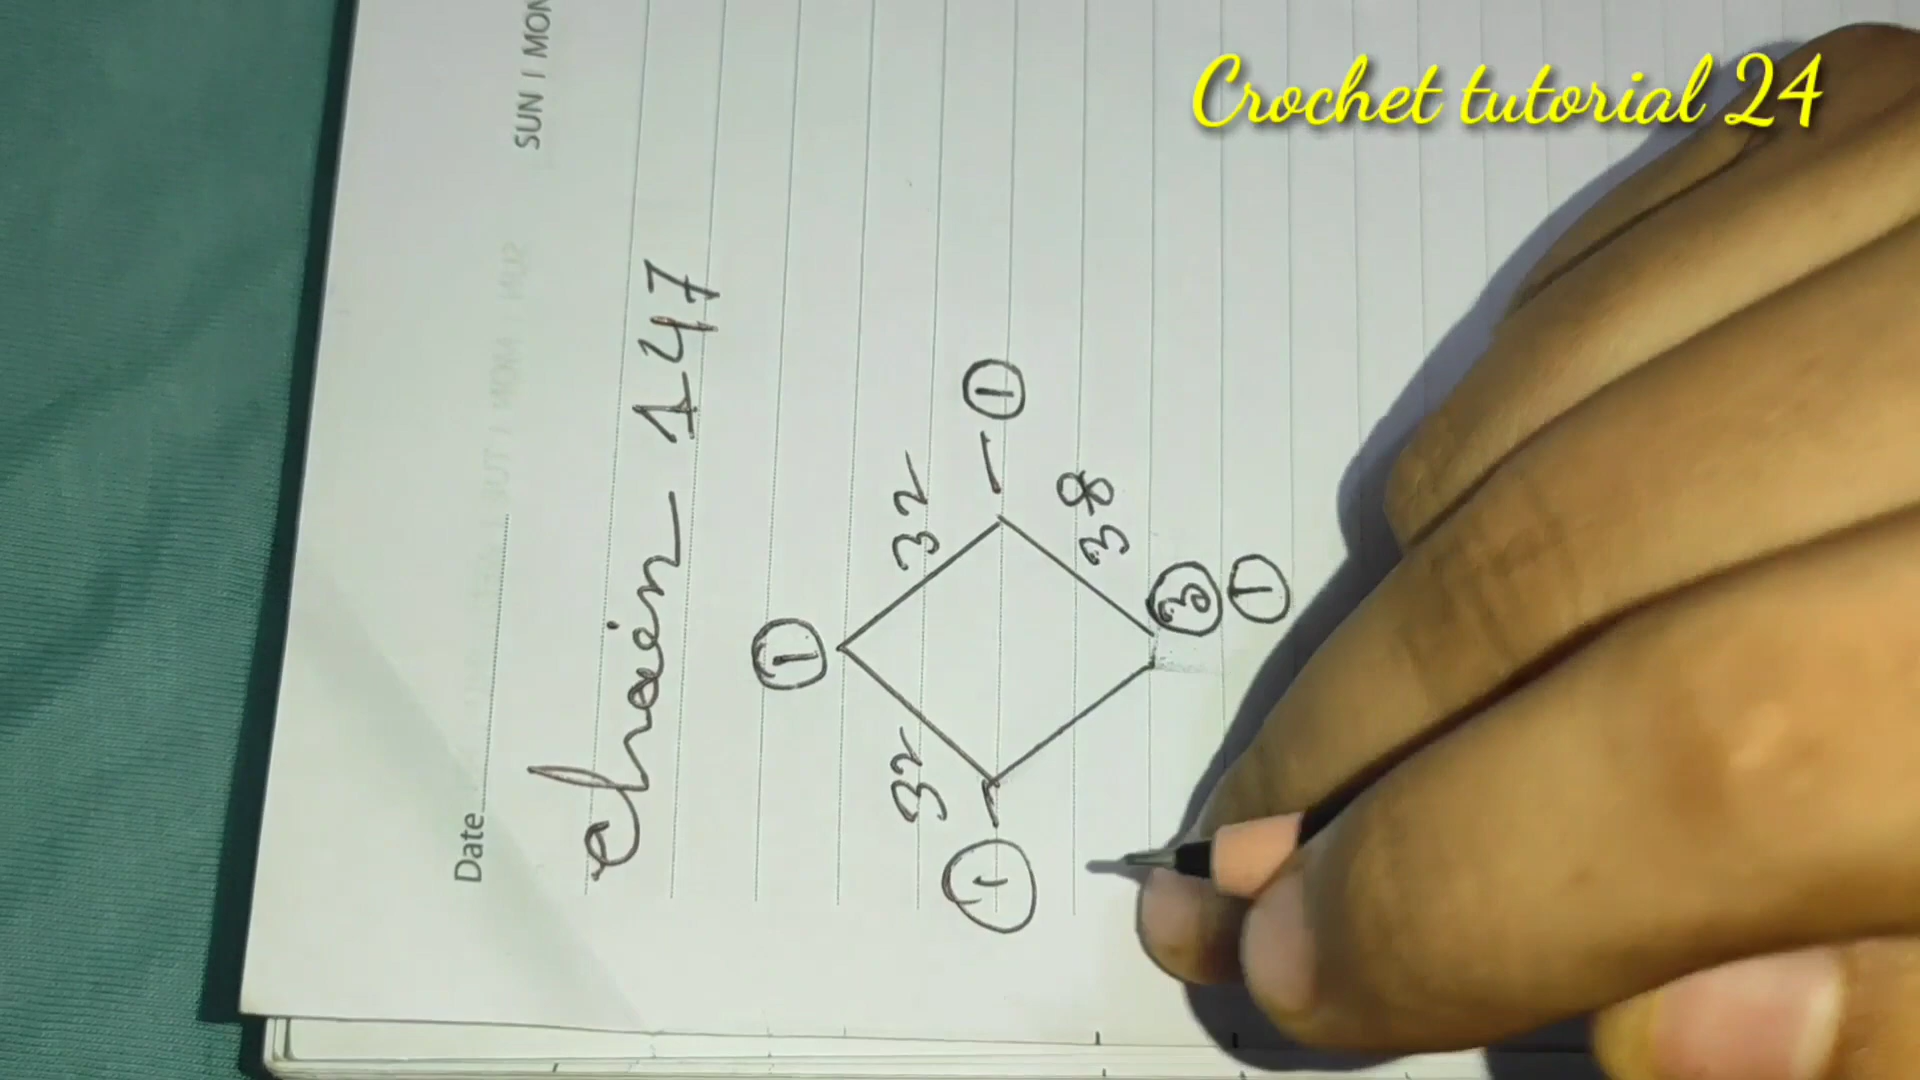 Crochet tutorial 24
SUN / MON
Date
chain - 147
①
32
32
①
①
38
③
①